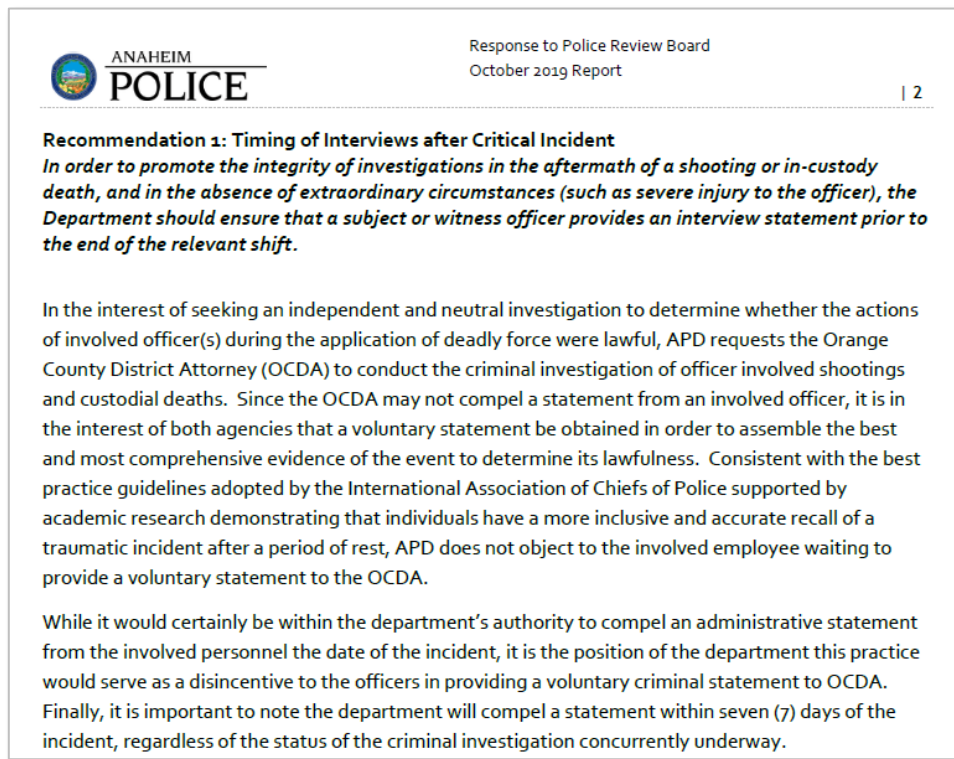 ANAHEIM
POLICE
Response to Police Review Board
October 2019 Report
| 2
Recommendation 1: Timing of Interviews after Critical Incident
In order to promote the integrity of investigations in the aftermath of a shooting or in-custody
death, and in the absence of extraordinary circumstances (such as severe injury to the officer), the
Department should ensure that a subject or witness officer provides an interview statement prior to
the end of the relevant shift.
In the interest of seeking an independent and neutral investigation to determine whether the actions
of involved officer(s) during the application of deadly force were lawful, APD requests the Orange
County District Attorney (OCDA) to conduct the criminal investigation of officer involved shootings
and custodial deaths.  Since the OCDA may not compel a statement from an involved officer, it is in
the interest of both agencies that a voluntary statement be obtained in order to assemble the best
and most comprehensive evidence of the event to determine its lawfulness.  Consistent with the best
practice guidelines adopted by the International Association of Chiefs of Police supported by
academic research demonstrating that individuals have a more inclusive and accurate recall of a
traumatic incident after a period of rest, APD does not object to the involved employee waiting to
provide a voluntary statement to the OCDA.
While it would certainly be within the department's authority to compel an administrative statement
from the involved personnel the date of the incident, it is the position of the department this practice
would serve as a disincentive to the officers in providing a voluntary criminal statement to OCDA.
Finally, it is important to note the department will compel a statement within seven (7) days of the
incident, regardless of the status of the criminal investigation concurrently underway.